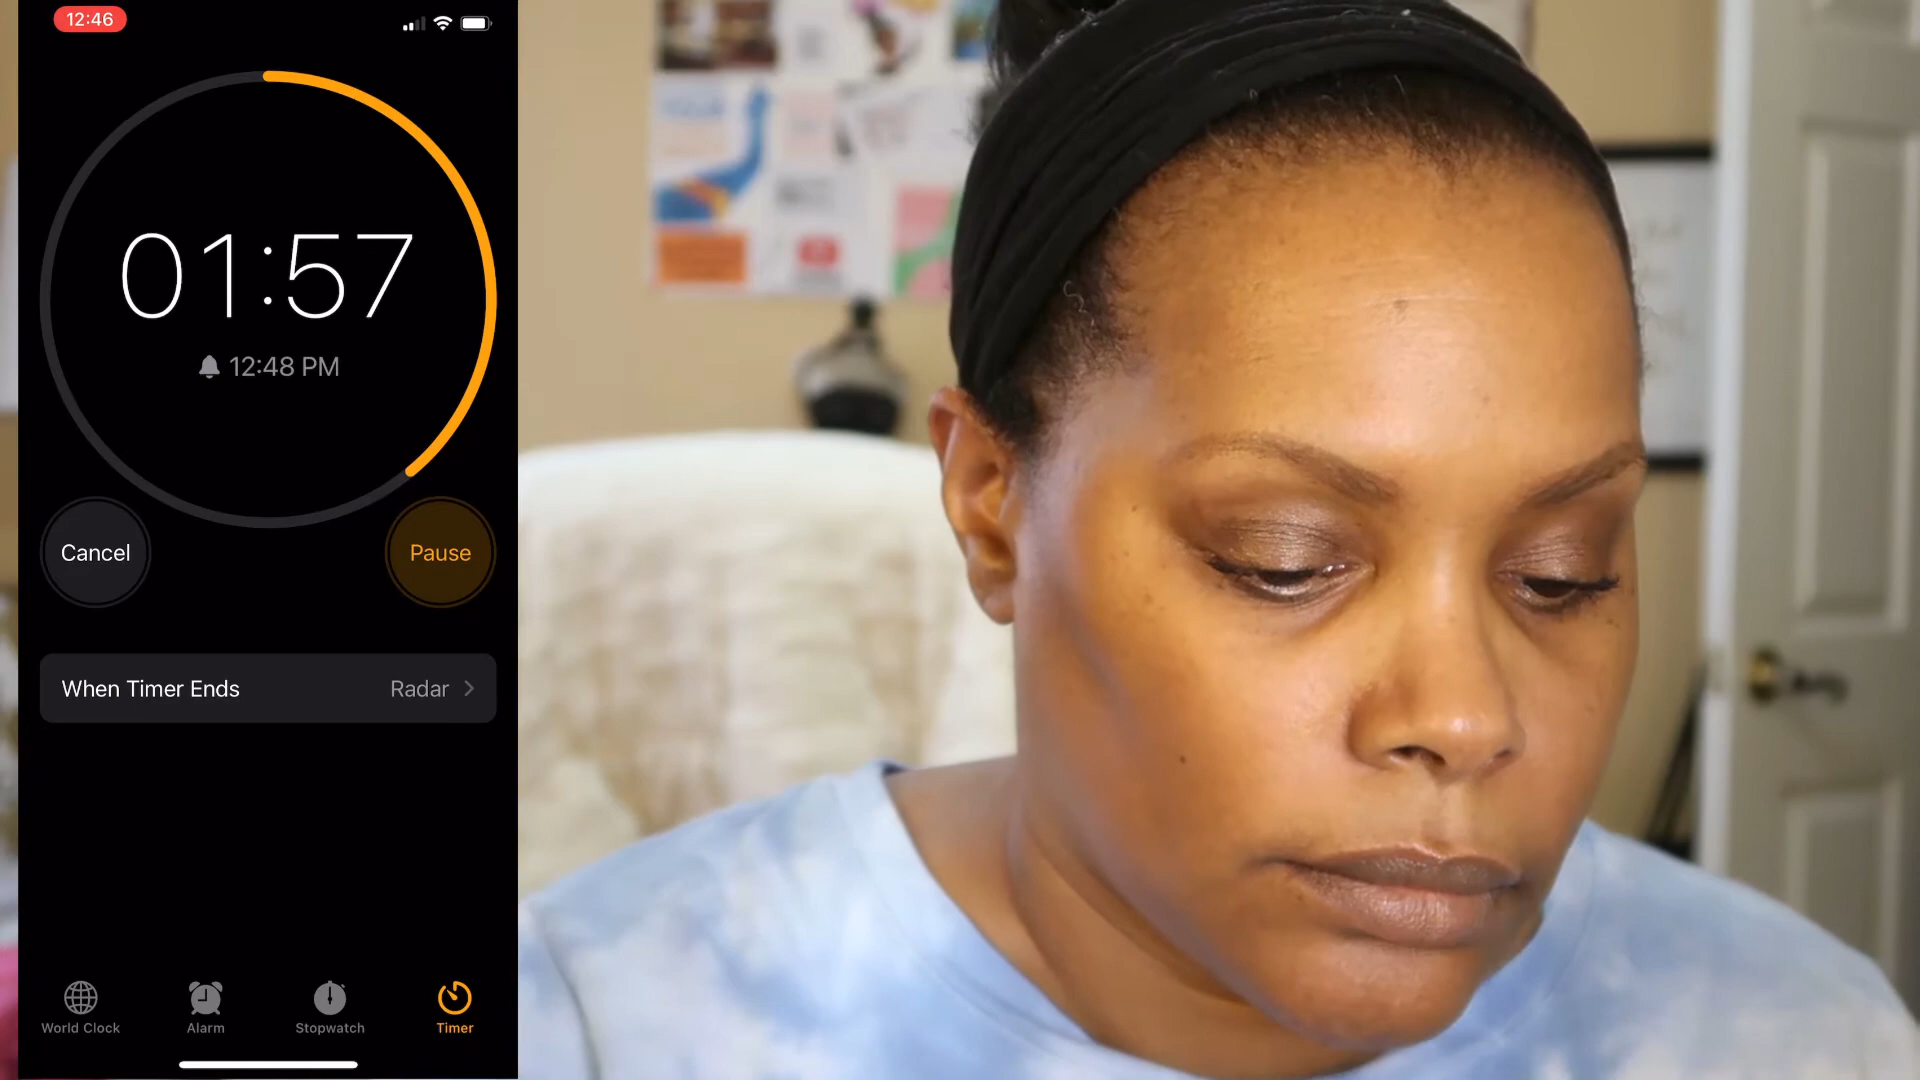 12:46
01:57
12:48 PM
Cancel
Pause
When Timer Ends
Radar
World Clock
Alarm
Stopwatch
Timer